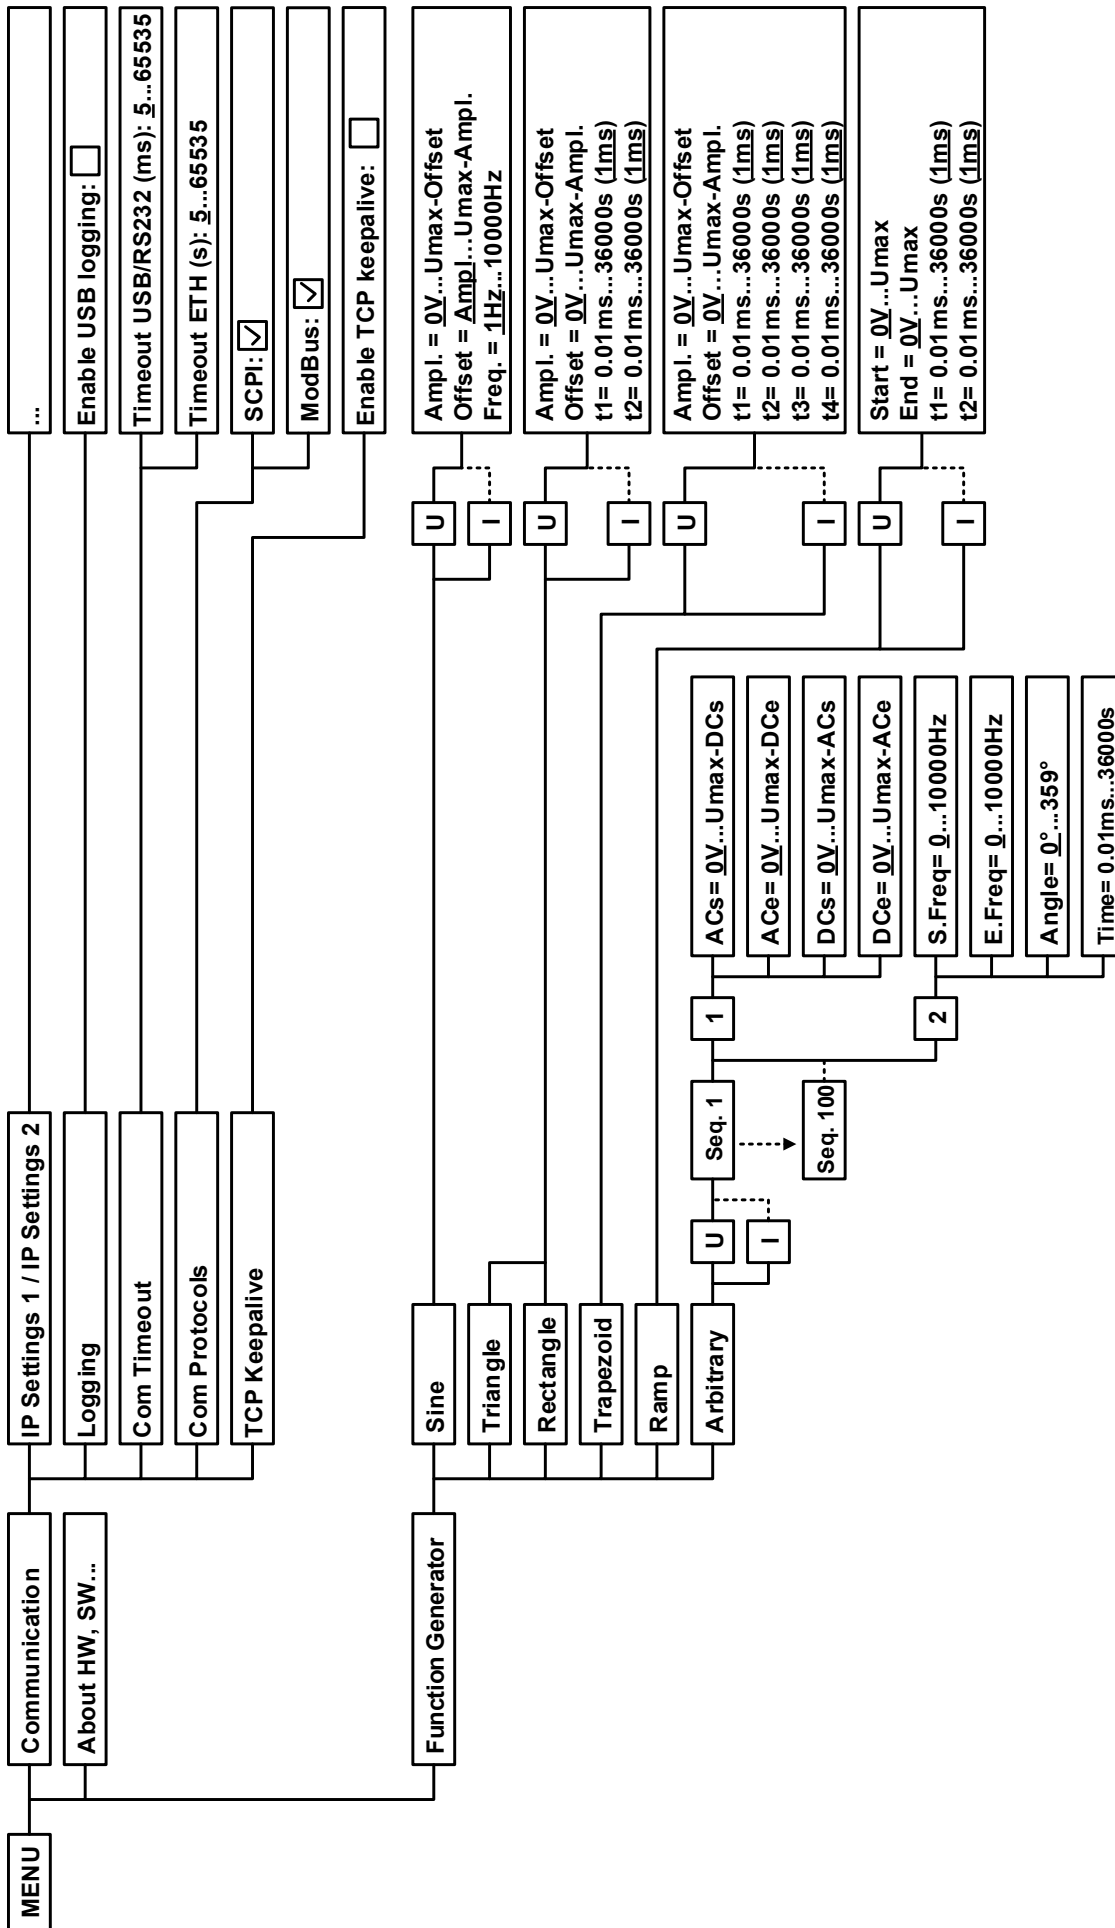 MENU
Communication
IP Settings 1 / IP Settings 2
...
Logging
Enable USB logging:
Com Timeout
Timeout USB/RS232 (ms): 5...65535
Timeout ETH (s): 5...65535
Com Protocols
SCPI:
ModBus:
TCP Keepalive
Enable TCP keepalive:
About HW, SW...
Function Generator
Sine
U
I
Ampl. = 0V...Umax-Offset
Offset = Ampl...Umax-Ampl.
Freq. = 1Hz...10000Hz
Triangle
Rectangle
U
I
Ampl. = 0V...Umax-Offset
Offset = 0V...Umax-Ampl.
t1= 0.01ms...36000s (1ms)
t2= 0.01ms...36000s (1ms)
Trapezoid
U
I
Ampl. = 0V...Umax-Offset
Offset = 0V...Umax-Ampl.
t1= 0.01ms...36000s (1ms)
t2= 0.01ms...36000s (1ms)
t3= 0.01ms...36000s (1ms)
t4= 0.01ms...36000s (1ms)
Ramp
U
I
Start = 0V...Umax
End = 0V...Umax
t1= 0.01ms...36000s (1ms)
t2= 0.01ms...36000s (1ms)
Arbitrary
U
I
Seq. 1
Seq. 100
1
ACs= 0V...Umax-DCs
ACe= 0V...Umax-DCe
DCs= 0V...Umax-ACs
DCe= 0V...Umax-ACe
2
S.Freq= 0...10000Hz
E.Freq= 0...10000Hz
Angle= 0°...359°
Time= 0.01ms...36000s